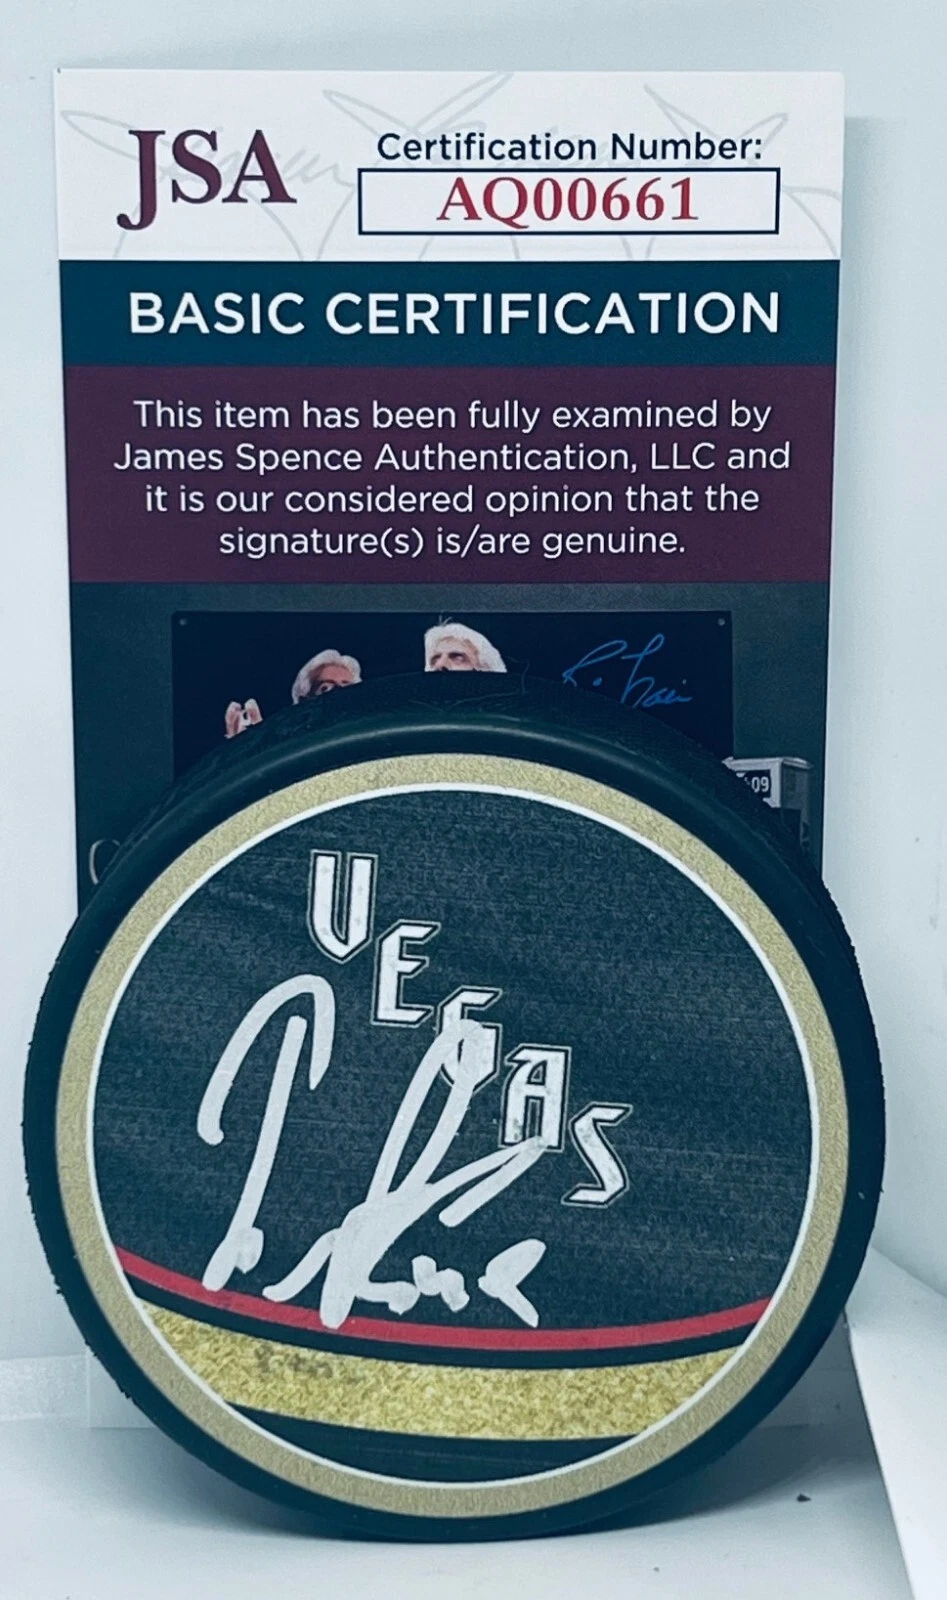 JSA
Certification Number:
AQ00661
BASIC CERTIFICATION
This item has been fully examined by
James Spence Authentication, LLC and
it is our considered opinion that the
signature(s) is/are genuine.
09
VEGAS